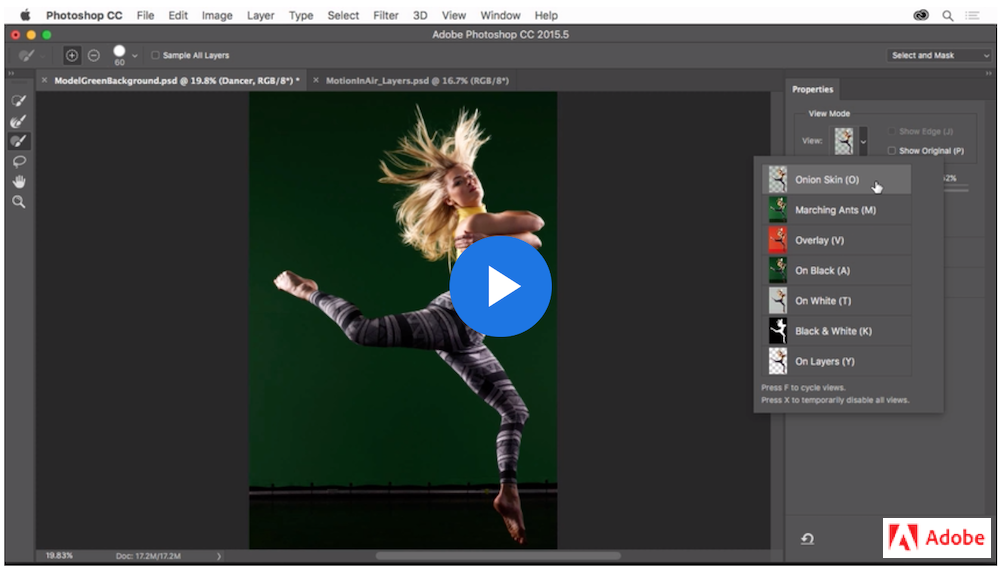 Photoshop CC File Edit Image Layer Type Select Filter 3D View Window Help
Adobe Photoshop CC 2015.5
60
Sample All Layers
Select and Mask
ModelGreenBackground.psd @ 19.8% (Dancer, RGB/8*) *
MotionInAir_Layers.psd @ 16.7% (RGB/8*)
Properties
View Mode
View:
Show Edge (J)
Show Original (P)
Onion Skin (O)
Marching Ants (M)
Overlay (V)
On Black (A)
On White (T)
Black & White (K)
On Layers (Y)
Press F to cycle views.
Press X to temporarily disable all views.
19.83%
Doc: 17.2M/17.2M
Adobe